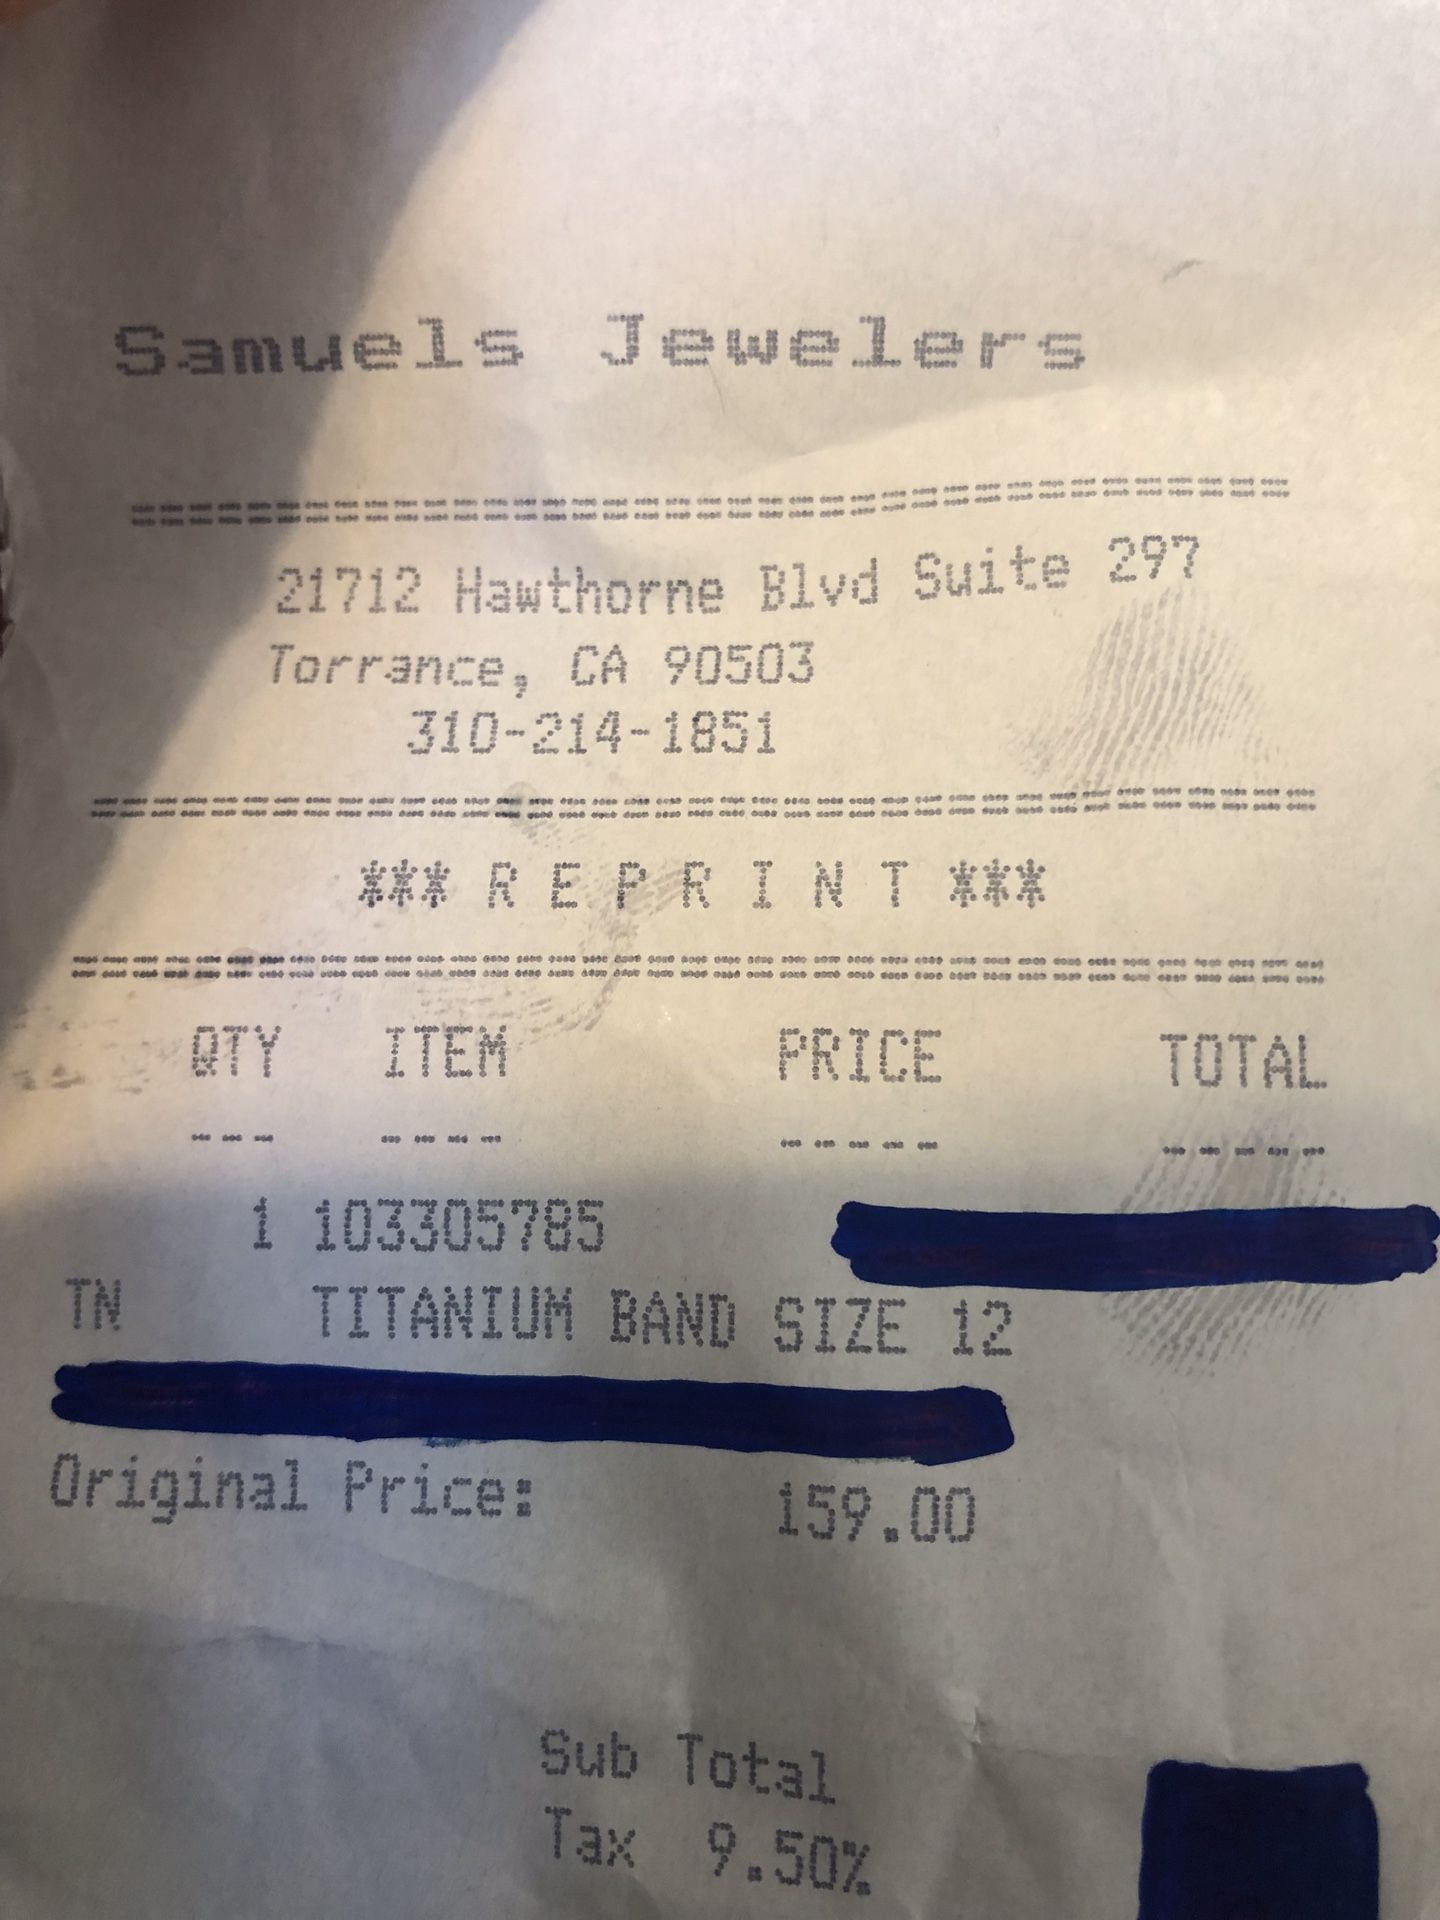 Samuels Jewelers
========================================
21712 Hawthorne Blvd Suite 297
Torrance, CA 90503
310-214-1851
========================================
*** R E P R I N T ***
========================================
QTY ITEM PRICE TOTAL
--- ---- ----- -----
1 103305785
TN TITANIUM BAND SIZE 12
Original Price: 159.00
Sub Total
Tax 9.50%